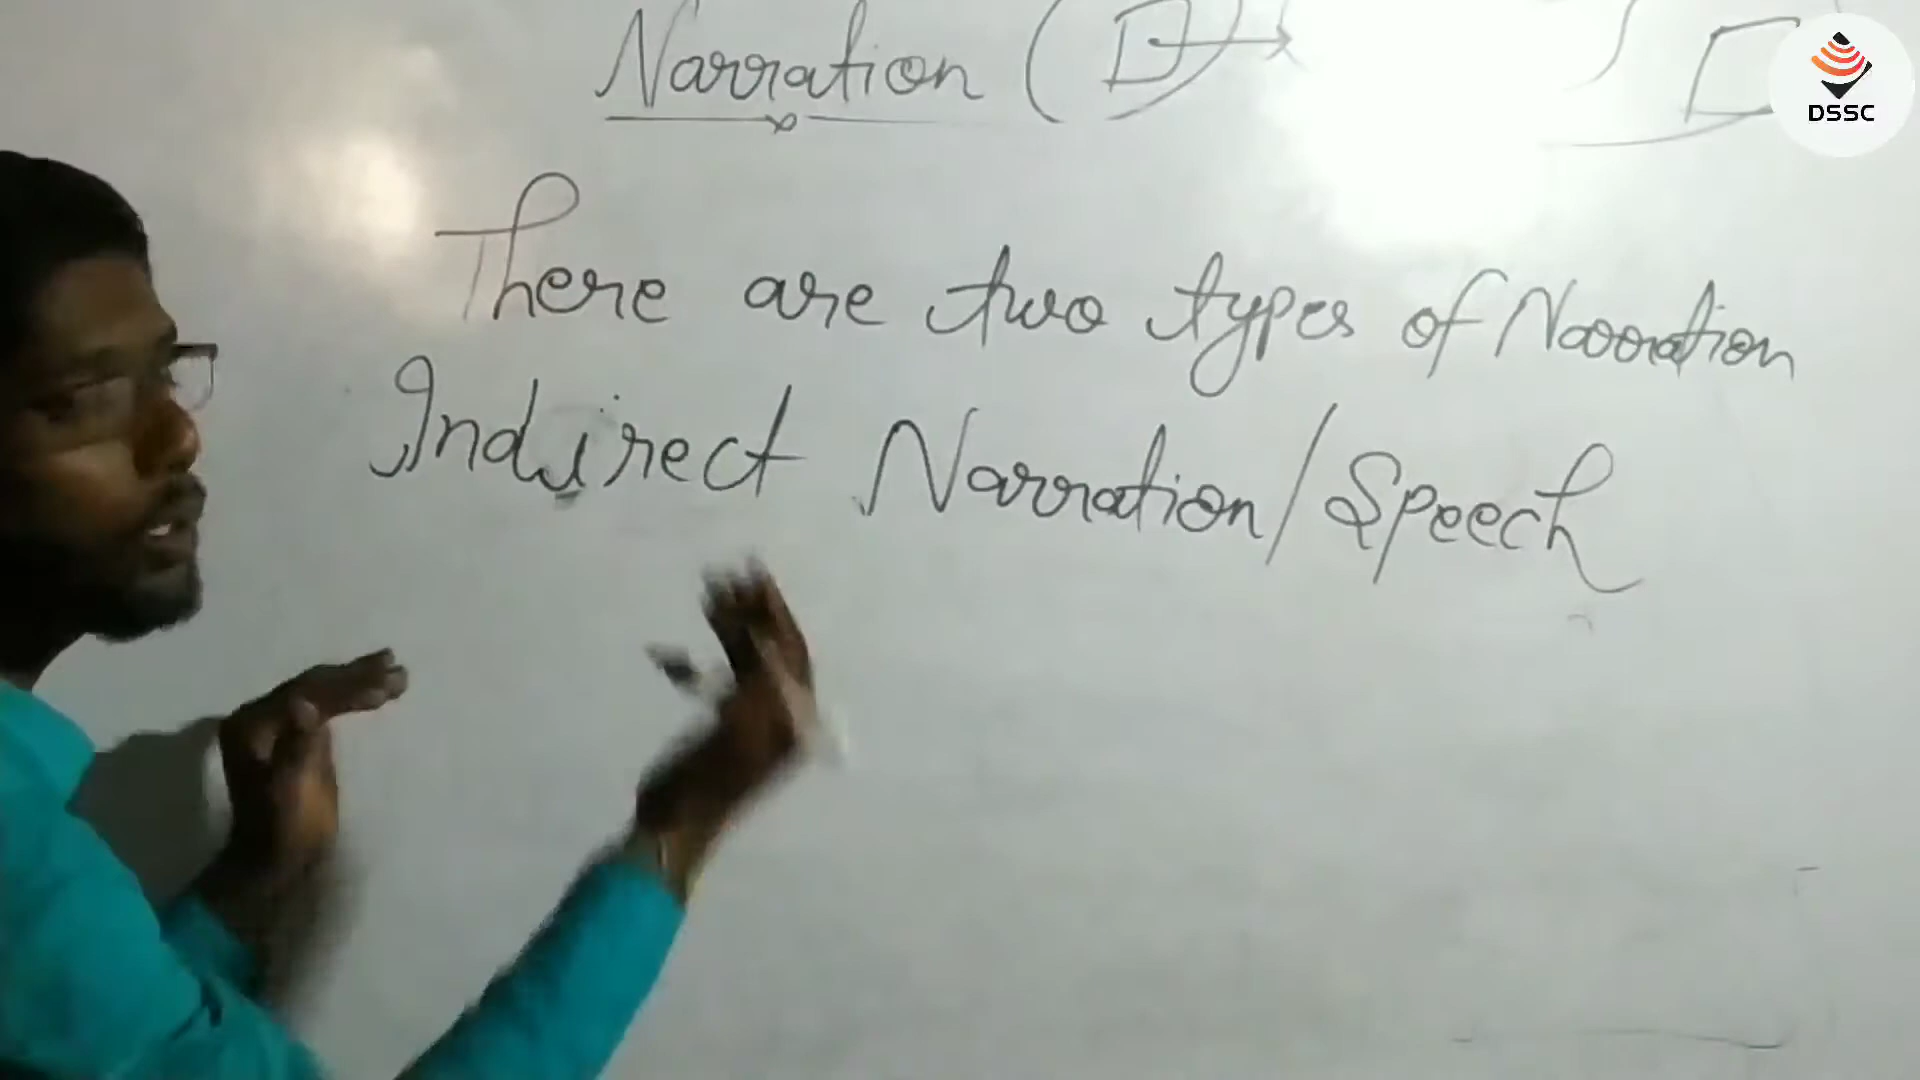 Narration (
DSSC
There are two types of Narration
Indirect Narration/Speech